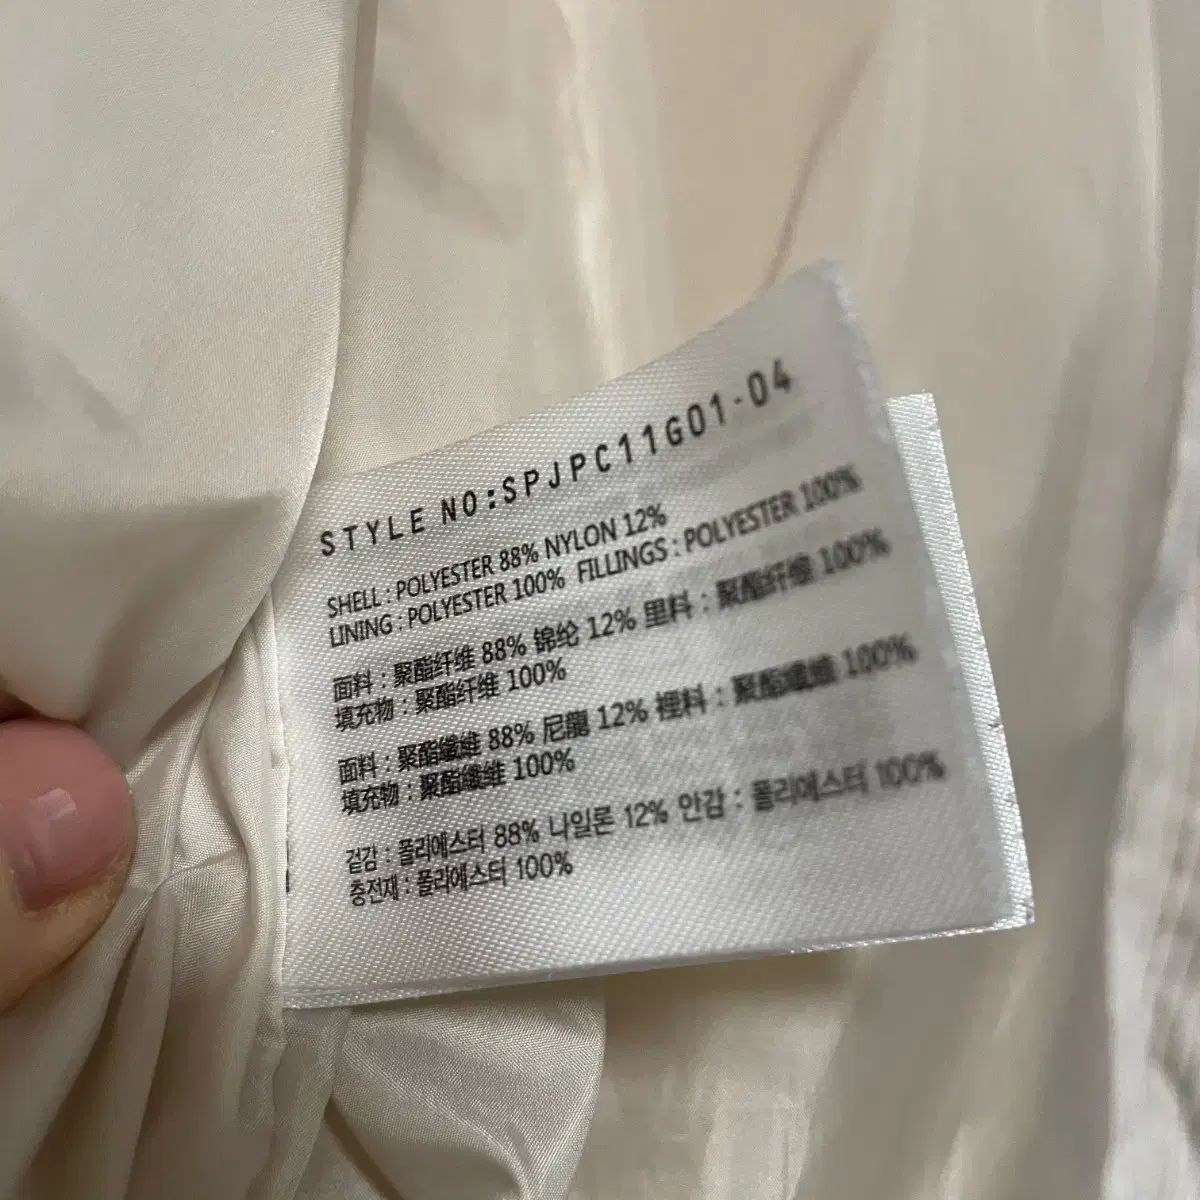 STYLE NO:SPJPC11G01-04
SHELL : POLYESTER 88% NYLON 12%
LINING : POLYESTER 100% FILLINGS : POLYESTER 100%
面料 : 聚酯纤维 88% 锦纶 12% 里料 : 聚酯纤维 100%
填充物 : 聚酯纤维 100%
面料 : 聚酯纖維 88% 尼龍 12% 裡料 : 聚酯纖維 100%
填充物 : 聚酯纖維 100%
겉감 : 폴리에스터 88% 나일론 12% 안감 : 폴리에스터 100%
충전재 : 폴리에스터 100%